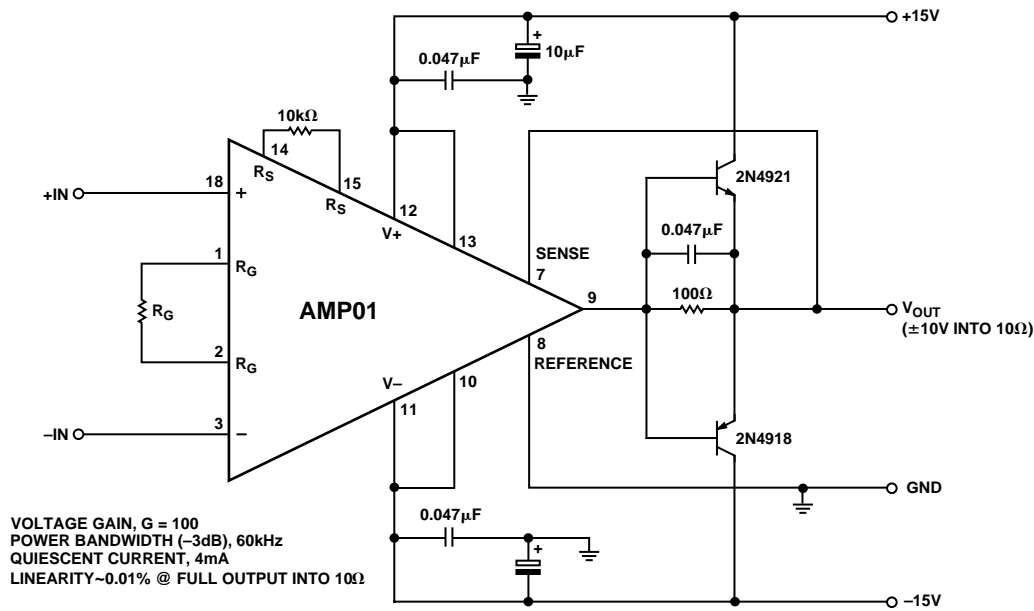 +15V
+
0.047µF
10µF
10kΩ
14
R_S
15
R_S
12
V+
13
2N4921
+IN
18
+
SENSE
7
0.047µF
1
R_G
R_G
AMP01
9
100Ω
V_OUT
(±10V INTO 10Ω)
8
REFERENCE
2
R_G
10
V–
11
–IN
3
–
2N4918
GND
0.047µF
+
VOLTAGE GAIN, G = 100
POWER BANDWIDTH (–3dB), 60kHz
QUIESCENT CURRENT, 4mA
LINEARITY~0.01% @ FULL OUTPUT INTO 10Ω
–15V